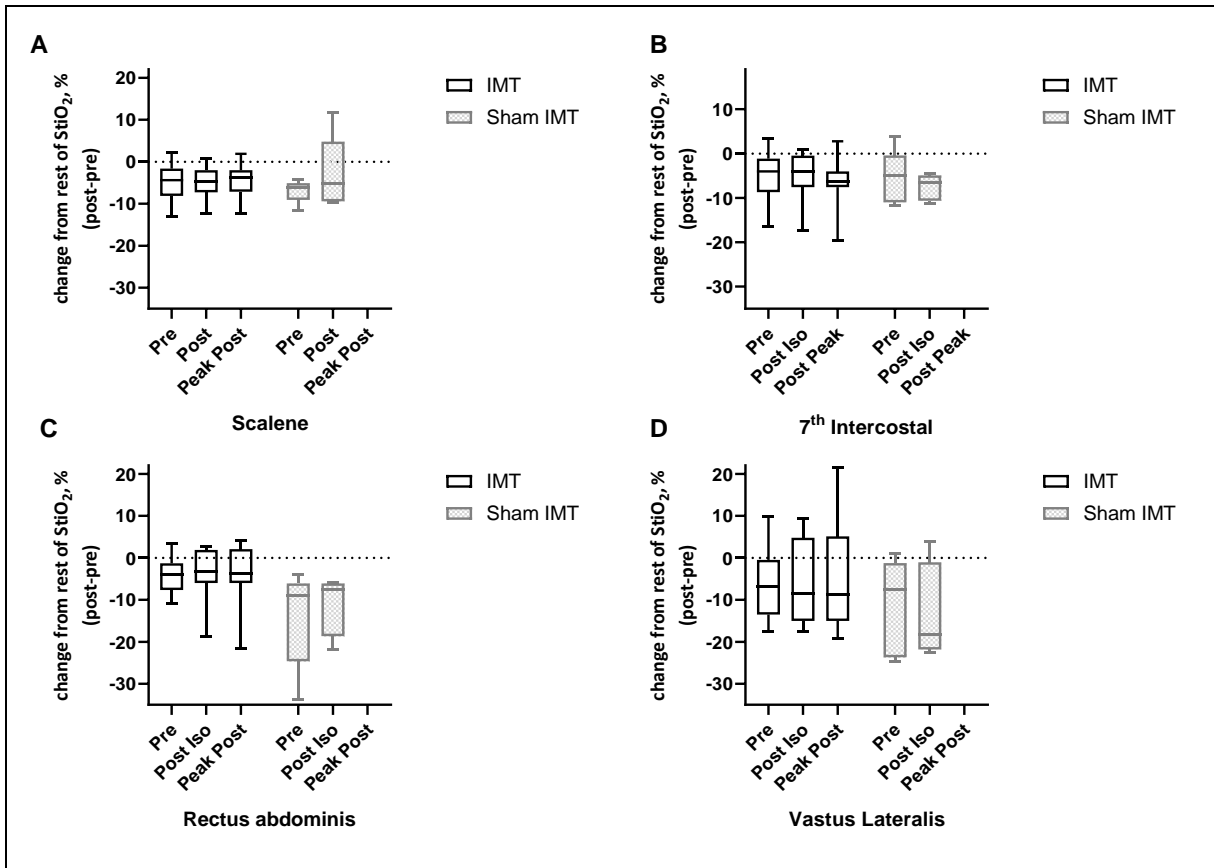 A
change from rest of StiO2, %
(post-pre)
20
10
0
-10
-20
-30
IMT
Sham IMT
Pre
Post
Peak Post
Pre
Post
Peak Post
Scalene
B
change from rest of StiO2, %
(post-pre)
10
0
-10
-20
-30
IMT
Sham IMT
Pre
Post Iso
Post Peak
Pre
Post Iso
Post Peak
7th Intercostal
C
change from rest of StiO2, %
(post-pre)
20
10
0
-10
-20
-30
IMT
Sham IMT
Pre
Post Iso
Peak Post
Pre
Post Iso
Peak Post
Rectus abdominis
D
change from rest of StiO2, %
(post-pre)
20
10
0
-10
-20
-30
IMT
Sham IMT
Pre
Post Iso
Peak Post
Pre
Post Iso
Peak Post
Vastus Lateralis